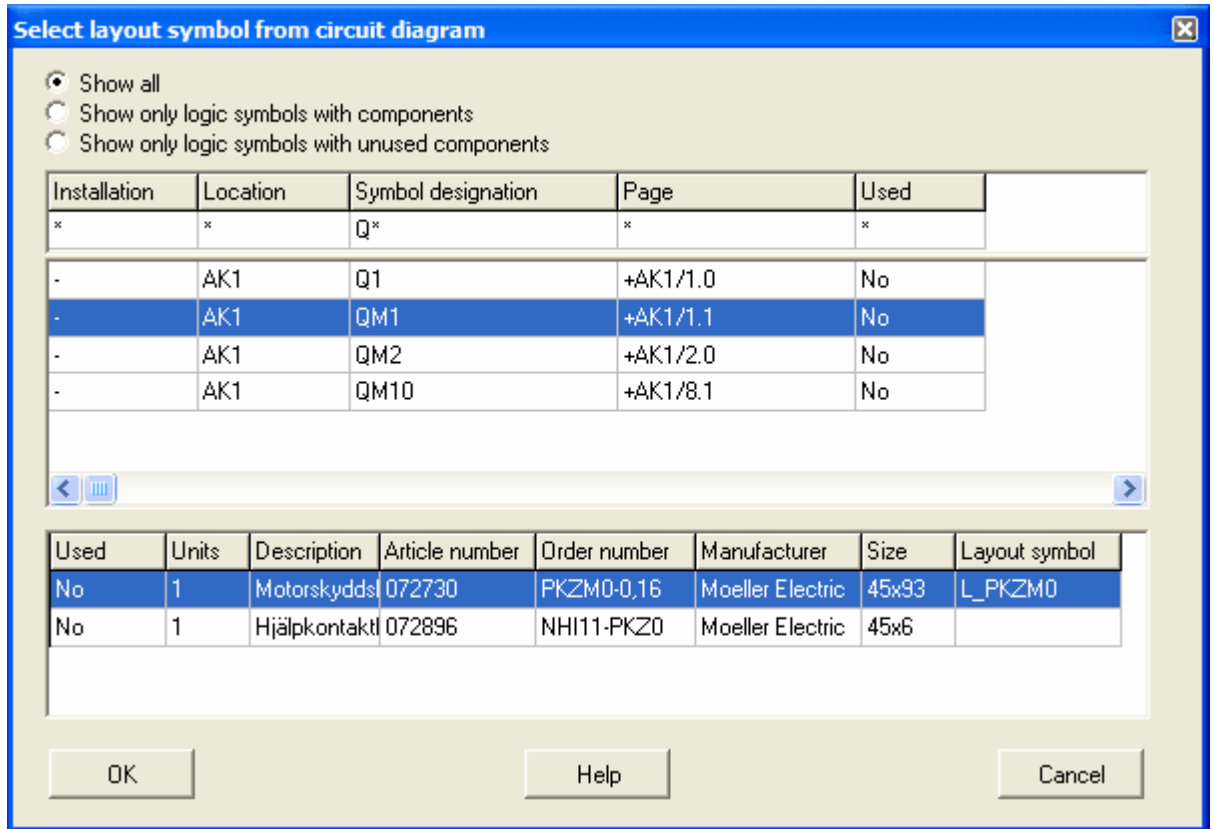 Select layout symbol from circuit diagram
Show all
Show only logic symbols with components
Show only logic symbols with unused components
Installation Location Symbol designation Page Used
* * Q* * *
- AK1 Q1 +AK1/1.0 No
- AK1 QM1 +AK1/1.1 No
- AK1 QM2 +AK1/2.0 No
- AK1 QM10 +AK1/8.1 No
Used Units Description Article number Order number Manufacturer Size Layout symbol
No 1 Motorskydds 072730 PKZM0-0,16 Moeller Electric 45x93 L_PKZM0
No 1 Hjälpkontakt 072896 NHI11-PKZ0 Moeller Electric 45x6
OK Help Cancel